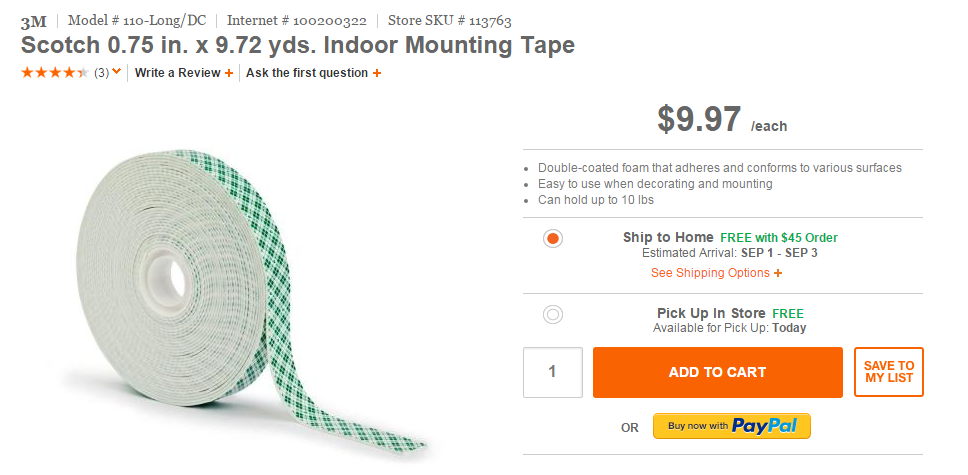 3M Model # 110-Long/DC Internet # 100200322 Store SKU # 113763
Scotch 0.75 in. x 9.72 yds. Indoor Mounting Tape
(3) Write a Review + Ask the first question +
$9.97 /each
Double-coated foam that adheres and conforms to various surfaces
Easy to use when decorating and mounting
Can hold up to 10 lbs
Ship to Home FREE with $45 Order
Estimated Arrival: SEP 1 - SEP 3
See Shipping Options +
Pick Up In Store FREE
Available for Pick Up: Today
1 ADD TO CART SAVE TO
MY LIST
OR Buy now with PayPal